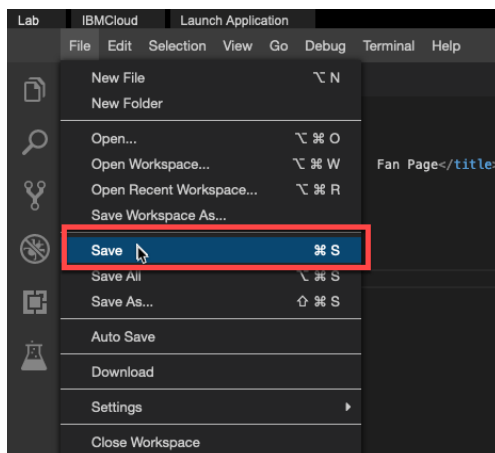 Lab IBMCloud Launch Application
File Edit Selection View Go Debug Terminal Help
New File ⌥ N
New Folder
Open... ⌥ ⌘ O
Open Workspace... ⌥ ⌘ W
Fan Page</title>
Open Recent Workspace... ⌥ ⌘ R
Save Workspace As...
Save ⌘ S
Save All ⌥ ⌘ S
Save As... ⇧ ⌘ S
Auto Save
Download
Settings
Close Workspace